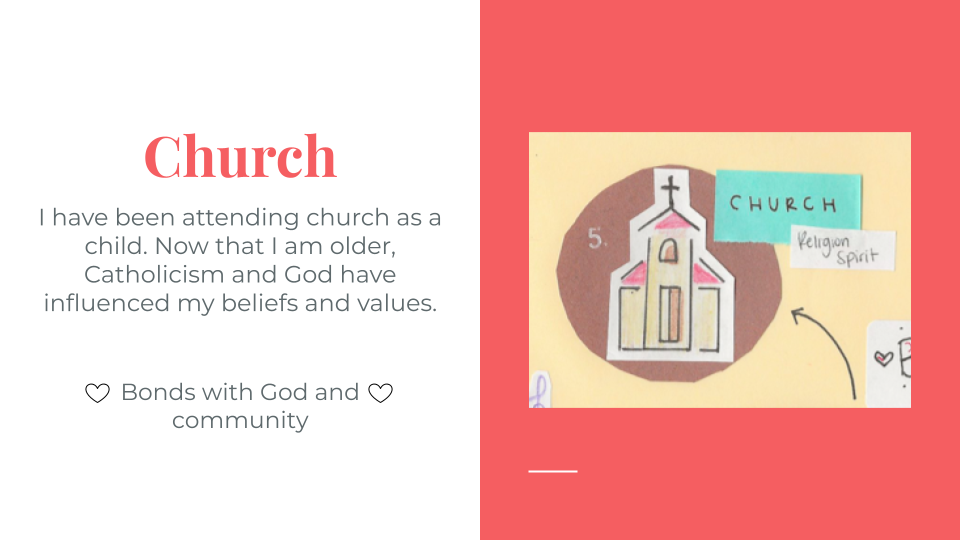 Church
I have been attending church as a
child. Now that I am older,
Catholicism and God have
influenced my beliefs and values.
Bonds with God and
community
5.
CHURCH
Religion
Spirit